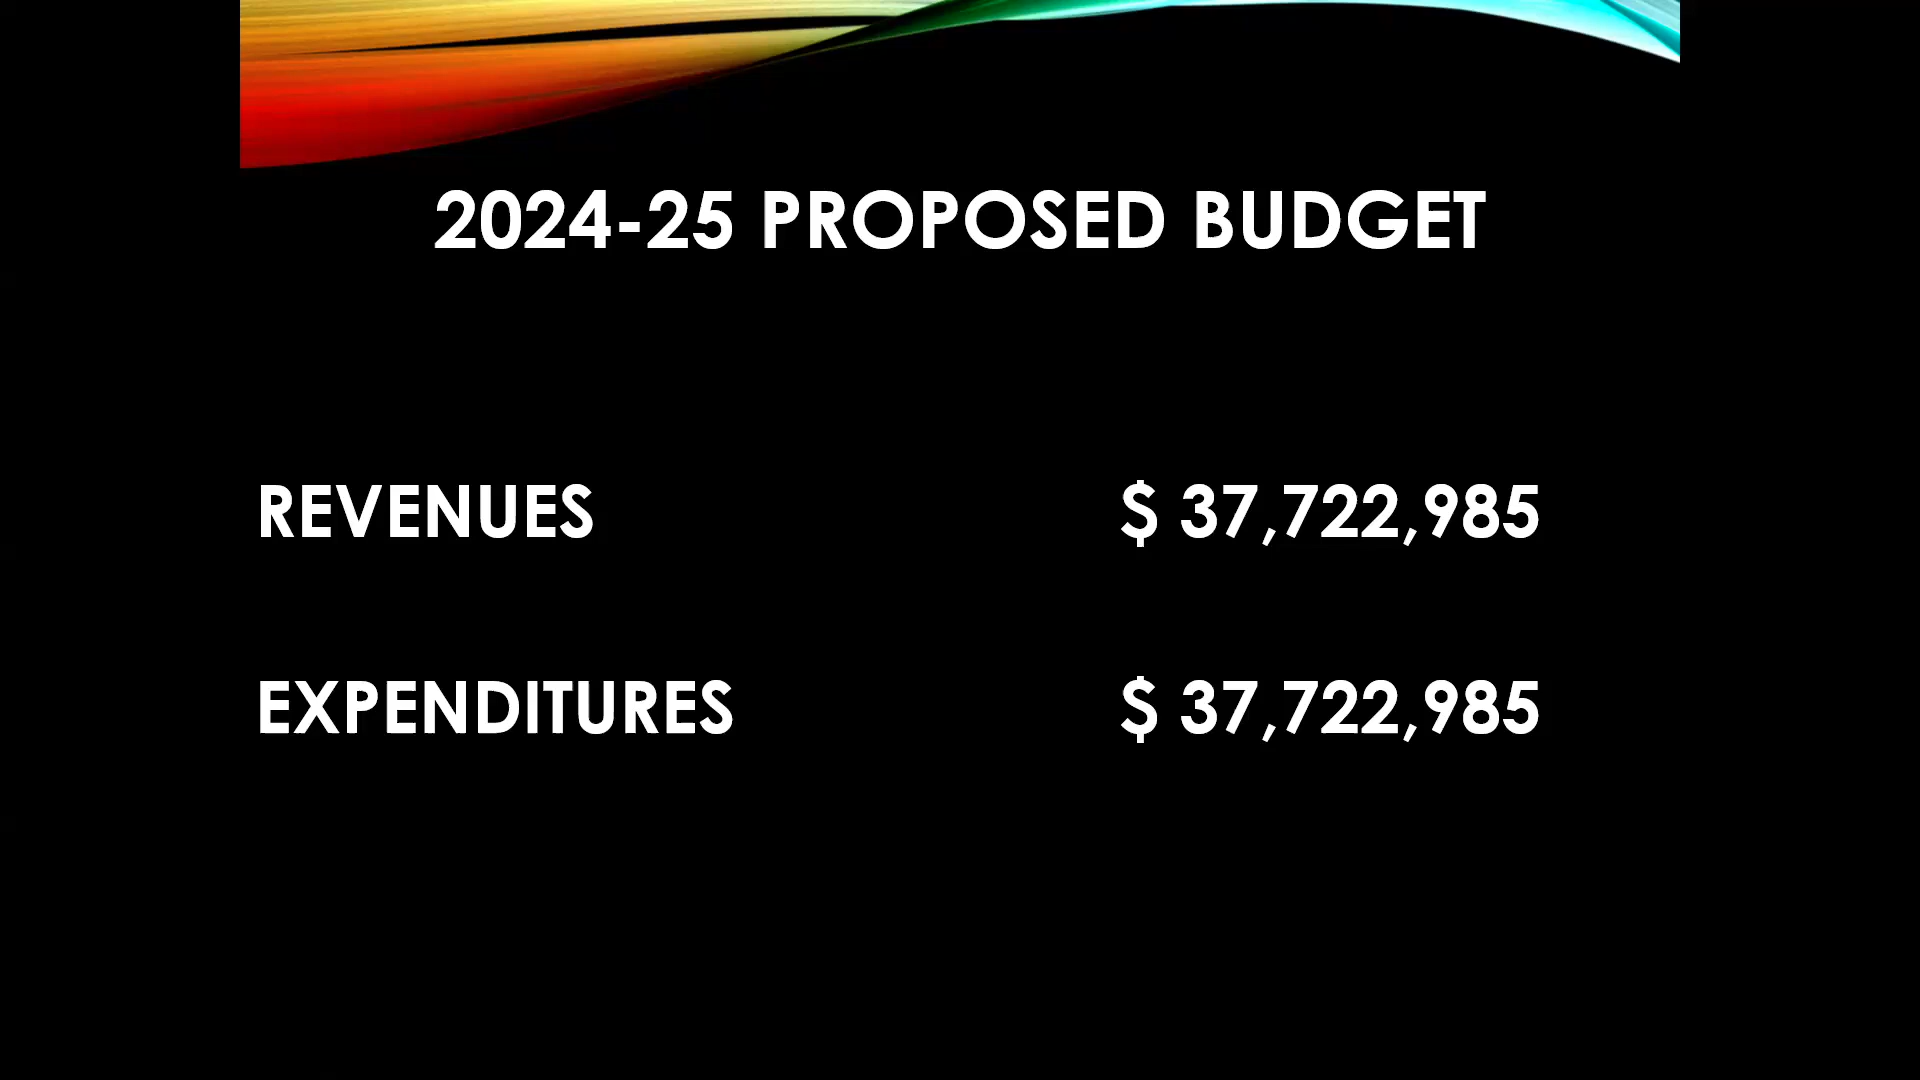 2024-25 PROPOSED BUDGET
REVENUES $ 37,722,985
EXPENDITURES $ 37,722,985